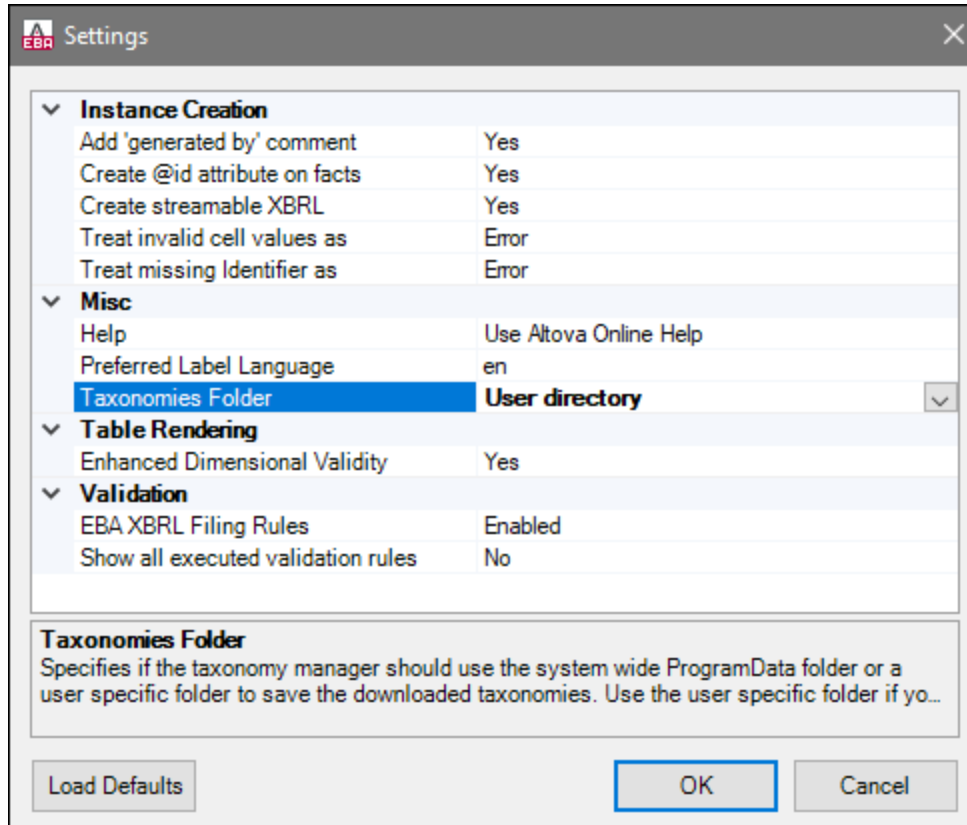 A
EBA
Settings
Instance Creation
Add 'generated by' comment Yes
Create @id attribute on facts Yes
Create streamable XBRL Yes
Treat invalid cell values as Error
Treat missing Identifier as Error
Misc
Help Use Altova Online Help
Preferred Label Language en
Taxonomies Folder User directory
Table Rendering
Enhanced Dimensional Validity Yes
Validation
EBA XBRL Filing Rules Enabled
Show all executed validation rules No
Taxonomies Folder
Specifies if the taxonomy manager should use the system wide ProgramData folder or a
user specific folder to save the downloaded taxonomies. Use the user specific folder if yo...
Load Defaults OK Cancel